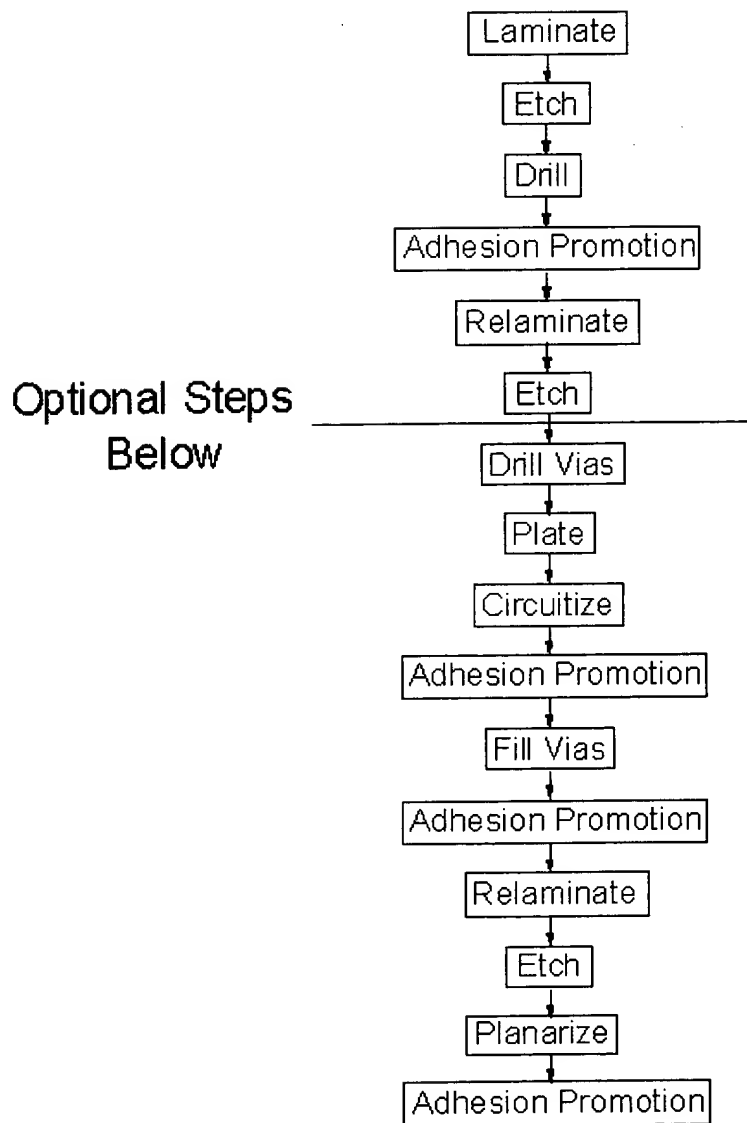 Laminate
Etch
Drill
Adhesion Promotion
Relaminate
Etch
Optional Steps
Below
Drill Vias
Plate
Circuitize
Adhesion Promotion
Fill Vias
Adhesion Promotion
Relaminate
Etch
Planarize
Adhesion Promotion